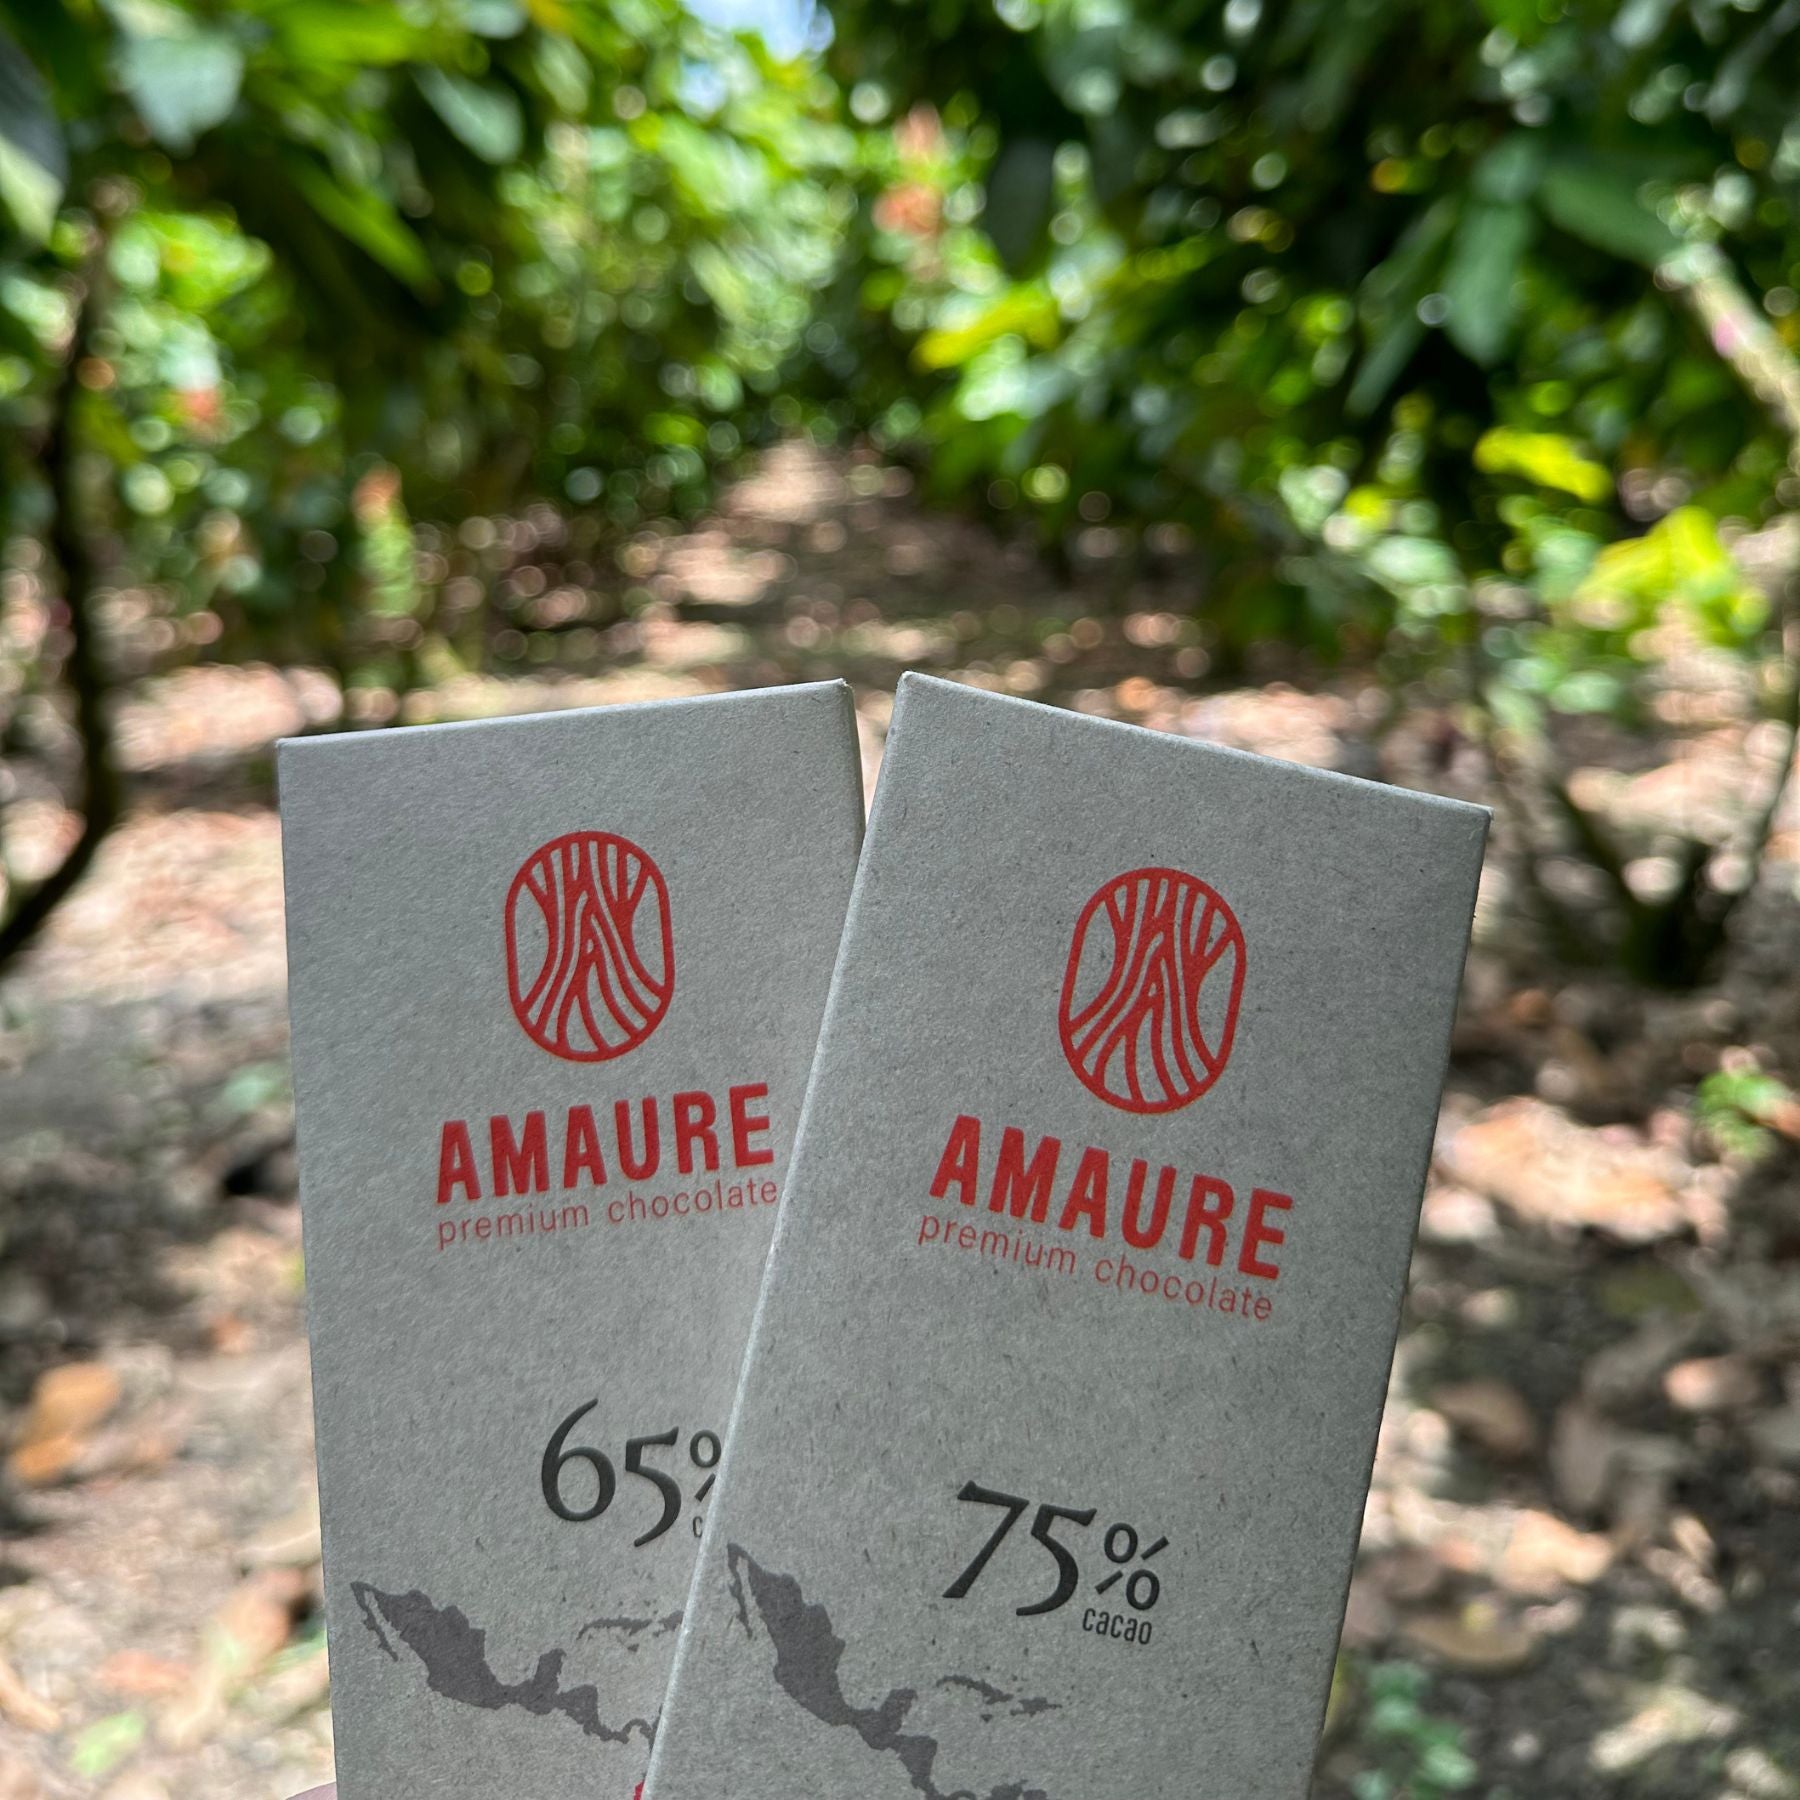 AMAURE
premium chocolate
65%
AMAURE
premium chocolate
75%
cacao